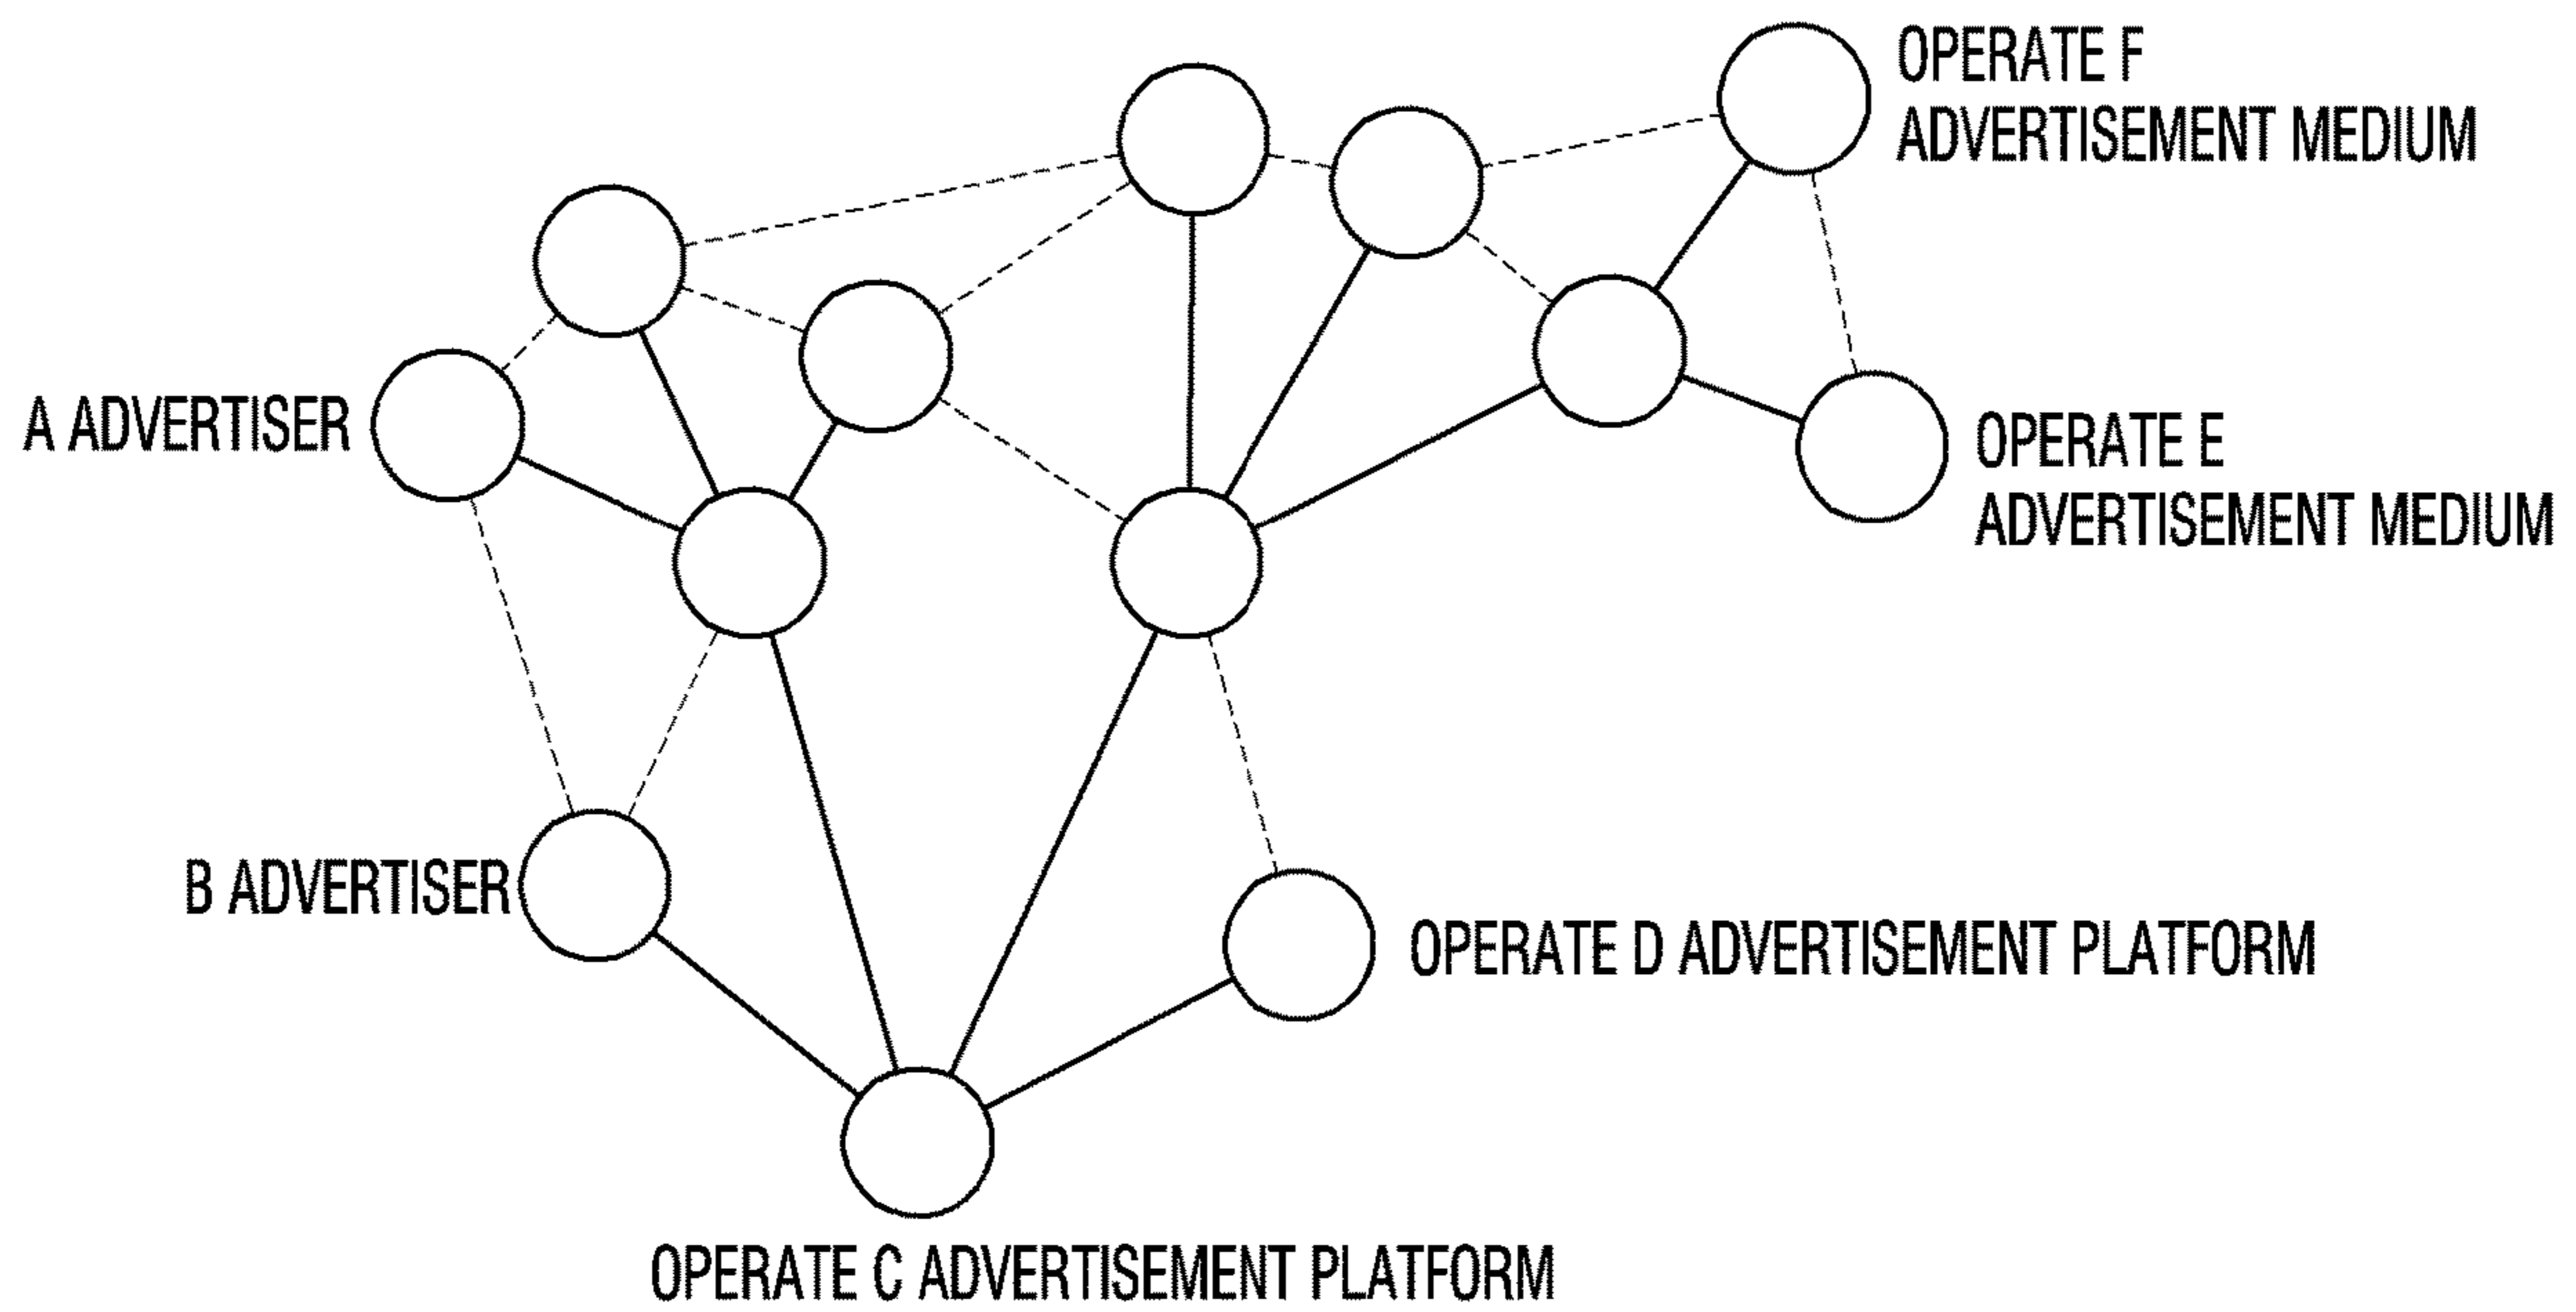 OPERATE F
ADVERTISEMENT MEDIUM
A ADVERTISER
OPERATE E
ADVERTISEMENT MEDIUM
B ADVERTISER
OPERATE D ADVERTISEMENT PLATFORM
OPERATE C ADVERTISEMENT PLATFORM